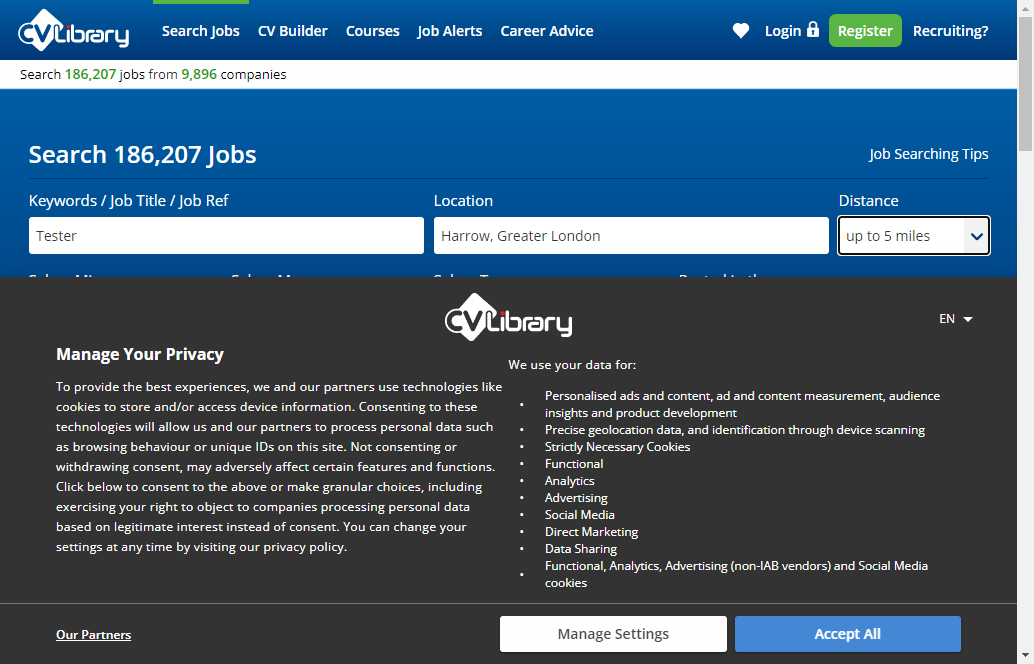 CVLibrary
Search Jobs CV Builder Courses Job Alerts Career Advice Login Register Recruiting?
Search 186,207 jobs from 9,896 companies
Search 186,207 Jobs
Job Searching Tips
Keywords / Job Title / Job Ref Location Distance
Tester Harrow, Greater London up to 5 miles
CVLibrary
EN
Manage Your Privacy
To provide the best experiences, we and our partners use technologies like
cookies to store and/or access device information. Consenting to these
technologies will allow us and our partners to process personal data such
as browsing behaviour or unique IDs on this site. Not consenting or
withdrawing consent, may adversely affect certain features and functions.
Click below to consent to the above or make granular choices, including
exercising your right to object to companies processing personal data
based on legitimate interest instead of consent. You can change your
settings at any time by visiting our privacy policy.
We use your data for:
• Personalised ads and content, ad and content measurement, audience
insights and product development
• Precise geolocation data, and identification through device scanning
• Strictly Necessary Cookies
• Functional
• Analytics
• Advertising
• Social Media
• Direct Marketing
• Data Sharing
• Functional, Analytics, Advertising (non-IAB vendors) and Social Media
cookies
Our Partners
Manage Settings
Accept All